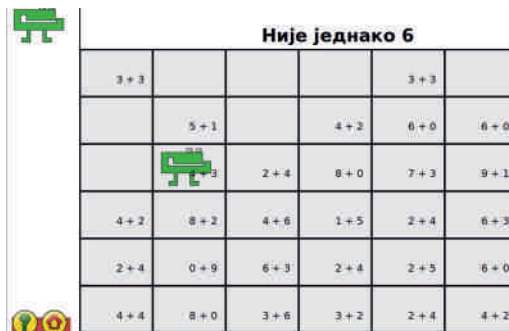 Није једнако 6
3 + 3 3 + 3
5 + 1 4 + 2 6 + 0 6 + 0
+ 3 2 + 4 8 + 0 7 + 3 9 + 1
4 + 2 8 + 2 4 + 6 1 + 5 2 + 4 6 + 3
2 + 4 0 + 9 6 + 3 2 + 4 2 + 5 6 + 0
4 + 4 8 + 0 3 + 6 3 + 2 2 + 4 4 + 2